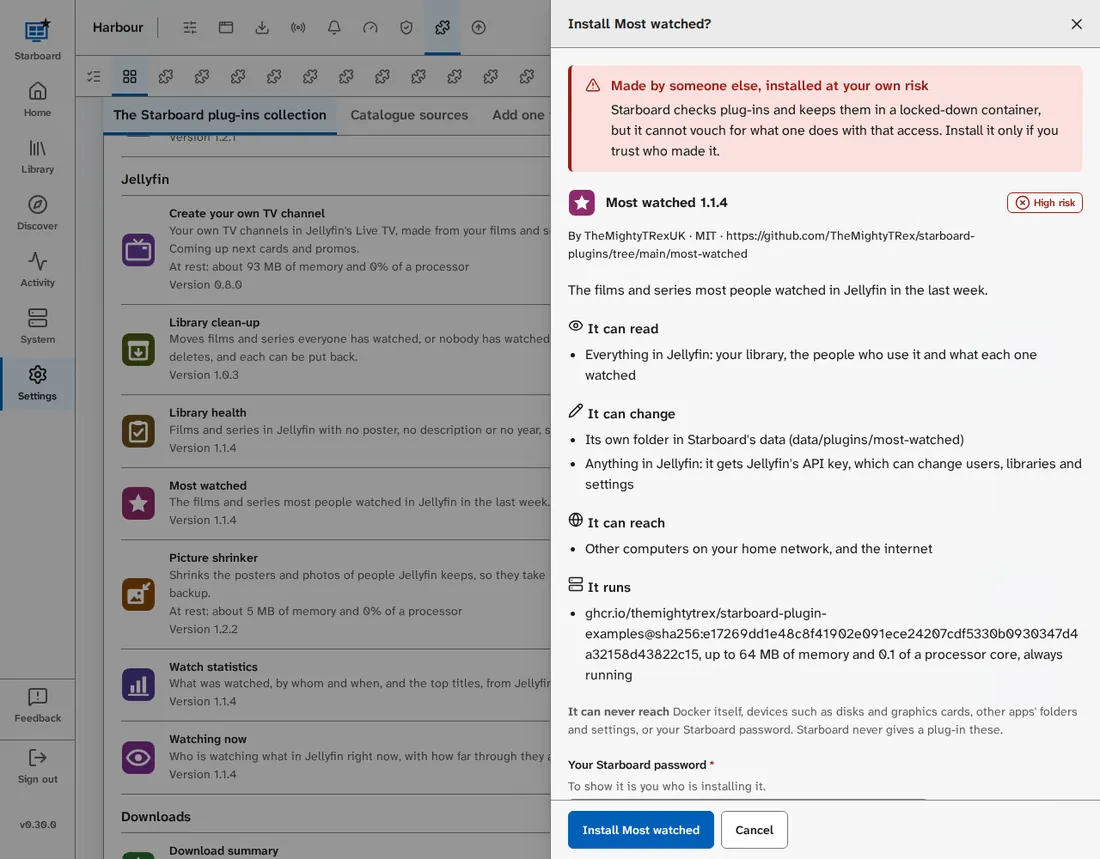 Starboard
Home
Library
Discover
Activity
System
Settings
Feedback
Sign out
v0.30.0
Harbour
The Starboard plug-ins collection
Catalogue sources
Add one
Version 1.2.1
Jellyfin
Create your own TV channel
Your own TV channels in Jellyfin's Live TV, made from your films and
Coming up next cards and promos.
At rest: about 93 MB of memory and 0% of a processor
Version 0.8.0
Library clean-up
Moves films and series everyone has watched, or nobody has watched
deletes, and each can be put back.
Version 1.0.3
Library health
Films and series in Jellyfin with no poster, no description or no year,
Version 1.1.4
Most watched
The films and series most people watched in Jellyfin in the last week.
Version 1.1.4
Picture shrinker
Shrinks the posters and photos of people Jellyfin keeps, so they take
backup.
At rest: about 5 MB of memory and 0% of a processor
Version 1.2.2
Watch statistics
What was watched, by whom and when, and the top titles, from
Version 1.1.4
Watching now
Who is watching what in Jellyfin right now, with how far through they
Version 1.1.4
Downloads
Download summary
Install Most watched?
Made by someone else, installed at your own risk
Starboard checks plug-ins and keeps them in a locked-down container,
but it cannot vouch for what one does with that access. Install it only if you
trust who made it.
Most watched 1.1.4
High risk
By TheMightyTRexUK · MIT · https://github.com/TheMightyTRex/starboard-
plugins/tree/main/most-watched
The films and series most people watched in Jellyfin in the last week.
It can read
• Everything in Jellyfin: your library, the people who use it and what each one
watched
It can change
• Its own folder in Starboard's data (data/plugins/most-watched)
• Anything in Jellyfin: it gets Jellyfin's API key, which can change users, libraries and
settings
It can reach
• Other computers on your home network, and the internet
It runs
• ghcr.io/themightytrex/starboard-plugin-
examples@sha256:e17269dd1e48c8f41902e091ece24207cdf5330b0930347d4
a32158d43822c15, up to 64 MB of memory and 0.1 of a processor core, always
running
It can never reach Docker itself, devices such as disks and graphics cards, other apps' folders
and settings, or your Starboard password. Starboard never gives a plug-in these.
Your Starboard password *
To show it is you who is installing it.
Install Most watched
Cancel